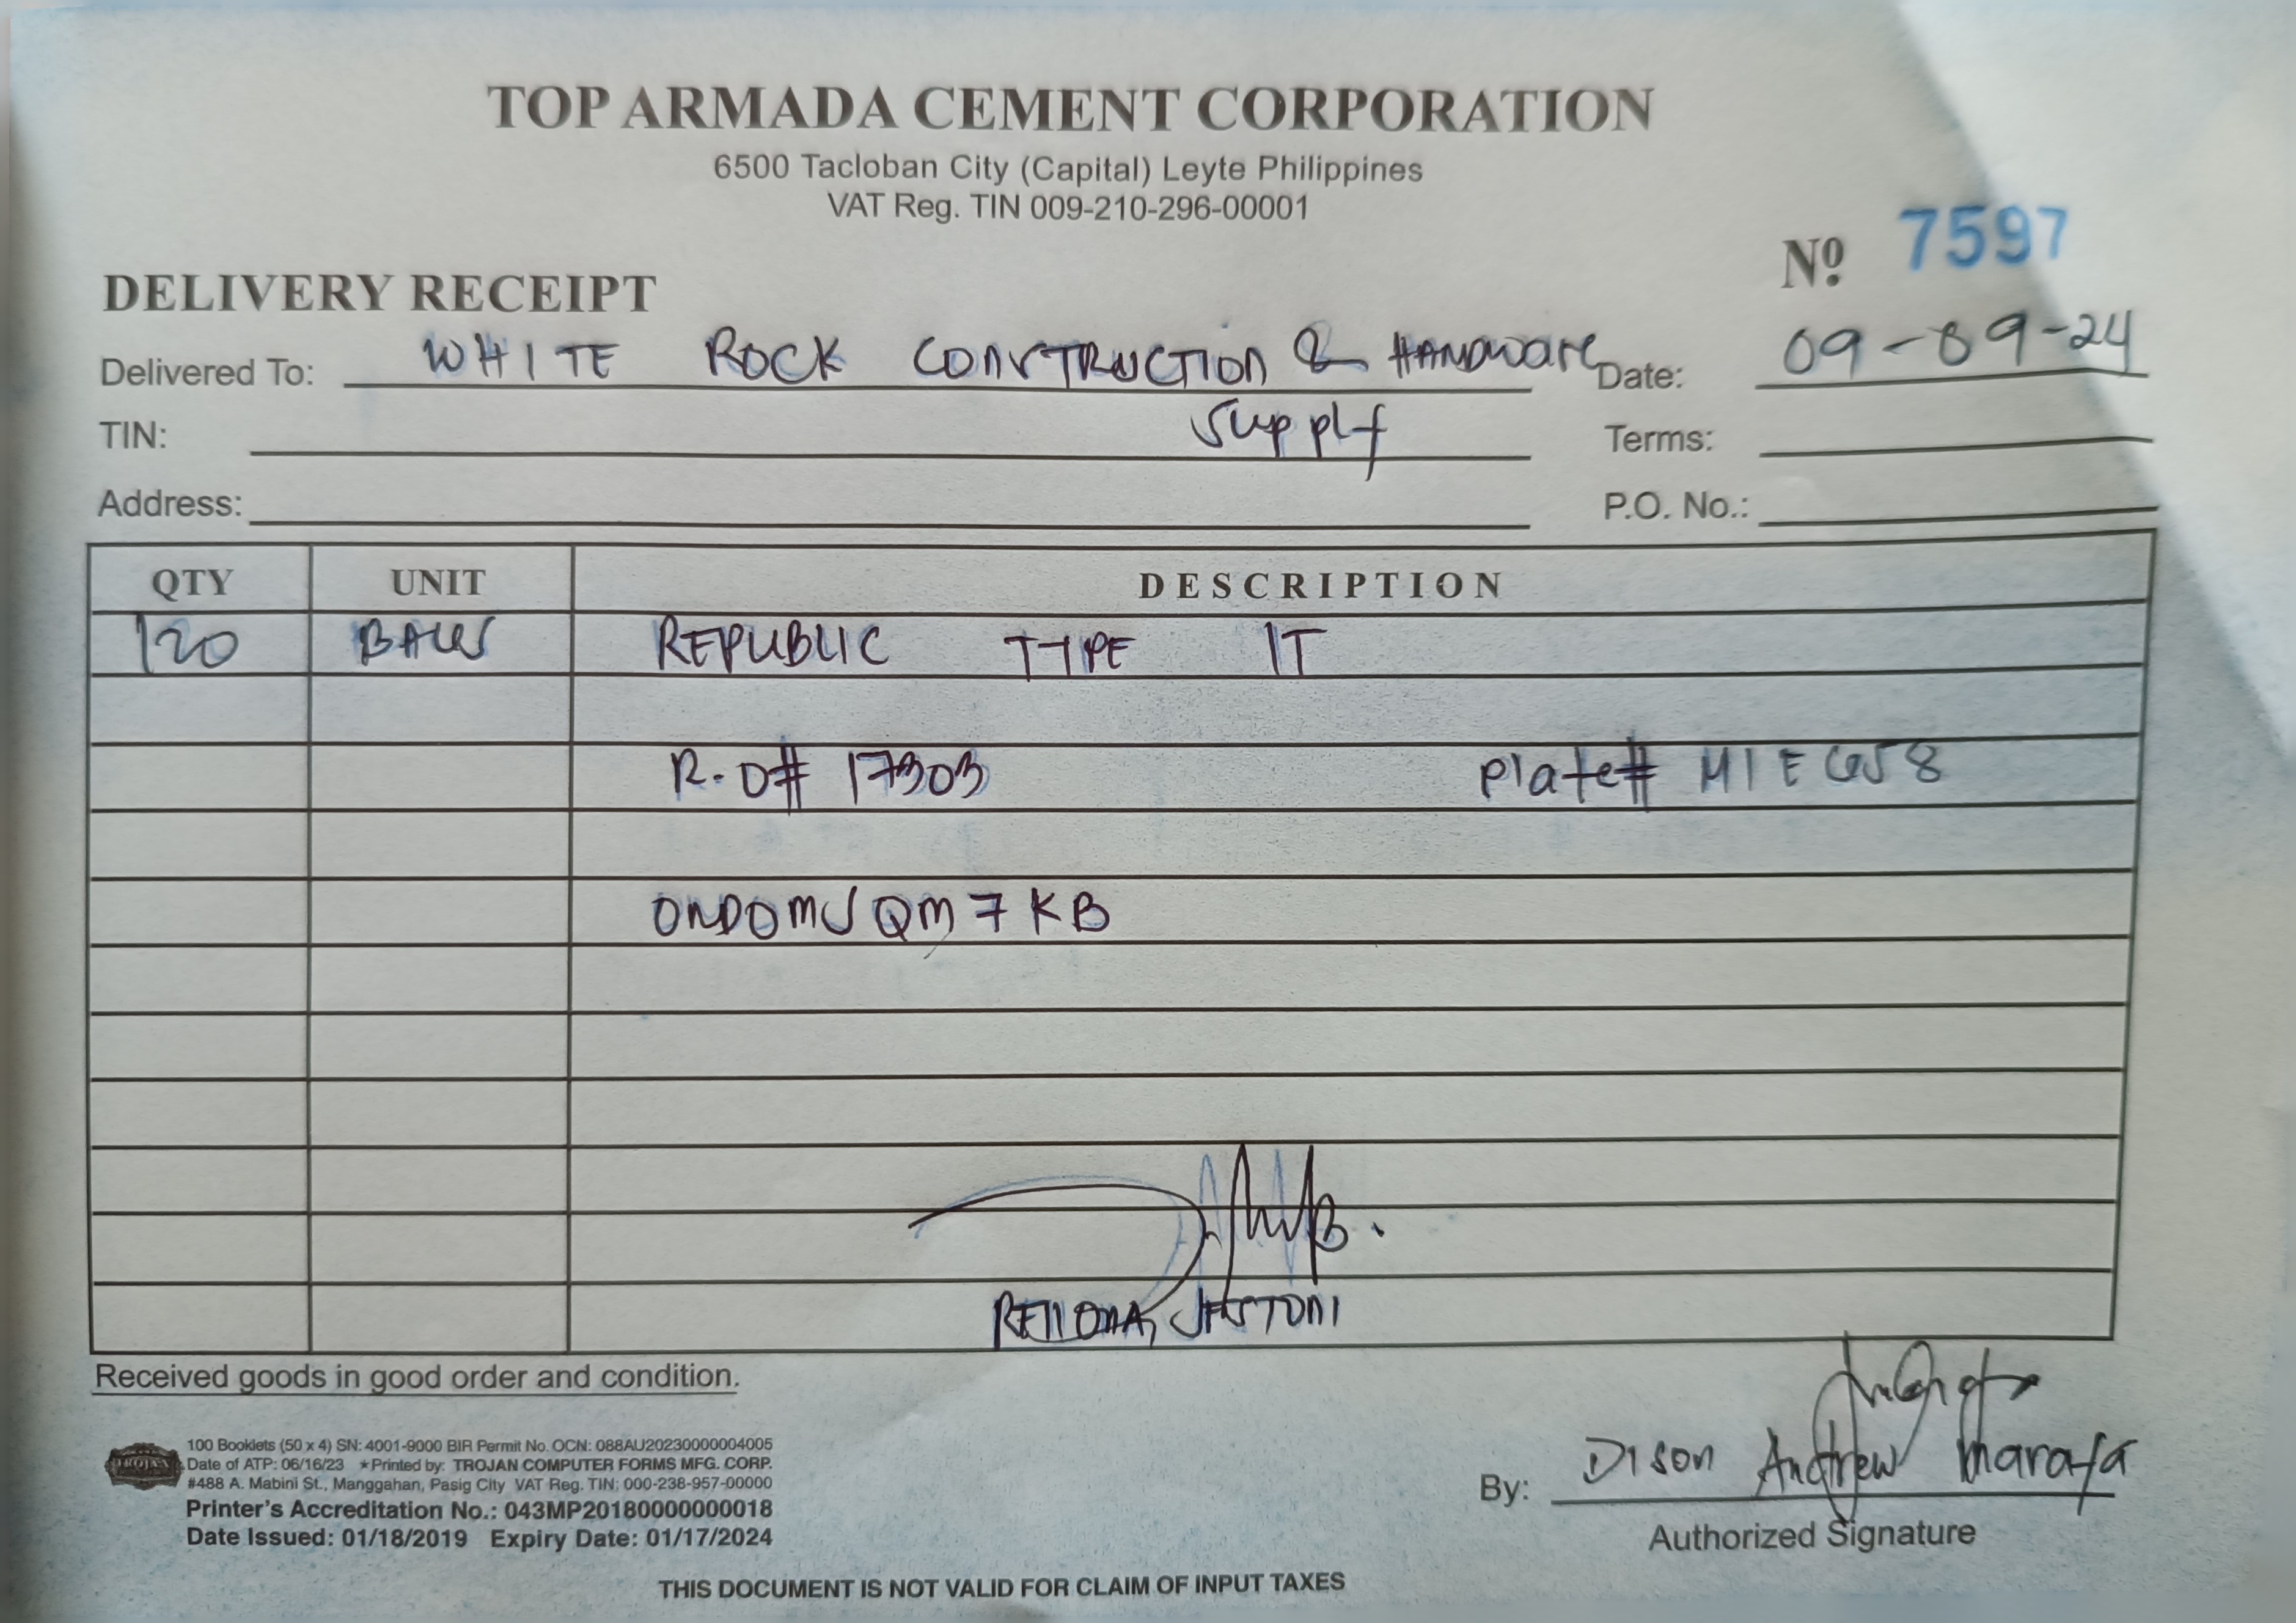 TOP ARMADA CEMENT CORPORATION
6500 Tacloban City (Capital) Leyte Philippines
VAT Reg. TIN 009-210-296-00001
Nº 7597
DELIVERY RECEIPT
Delivered To: WHITE ROCK CONSTRUCTION & HARDWARE Date: 09-09-24
TIN: Supply Terms:
Address: P.O. No.:
QTY UNIT DESCRIPTION
120 BAGS REPUBLIC TYPE 1T
R.O# 17303 Plate#
ONDOMSQM7KB
JESTONI
Received goods in good order and condition.
100 Booklets (50 x 4) SN: 4001-9000 BIR Permit No. OCN: 088AU20230000004005
TROJAN Date of ATP: 06/16/23 ★Printed by: TROJAN COMPUTER FORMS MFG. CORP.
#488 A. Mabini St., Manggahan, Pasig City VAT Reg. TIN: 000-238-957-00000
Printer's Accreditation No.: 043MP20180000000018
Date Issued: 01/18/2019 Expiry Date: 01/17/2024
By: Dison Andrew Maraya
Authorized Signature
THIS DOCUMENT IS NOT VALID FOR CLAIM OF INPUT TAXES